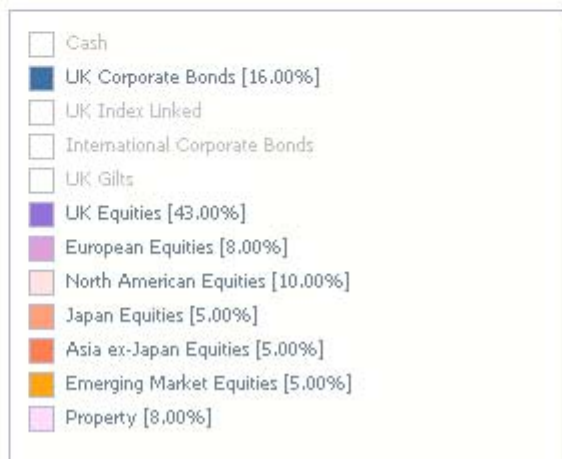 Cash
UK Corporate Bonds [16.00%]
UK Index Linked
International Corporate Bonds
UK Gilts
UK Equities [43.00%]
European Equities [8.00%]
North American Equities [10.00%]
Japan Equities [5.00%]
Asia ex-Japan Equities [5.00%]
Emerging Market Equities [5.00%]
Property [8.00%]